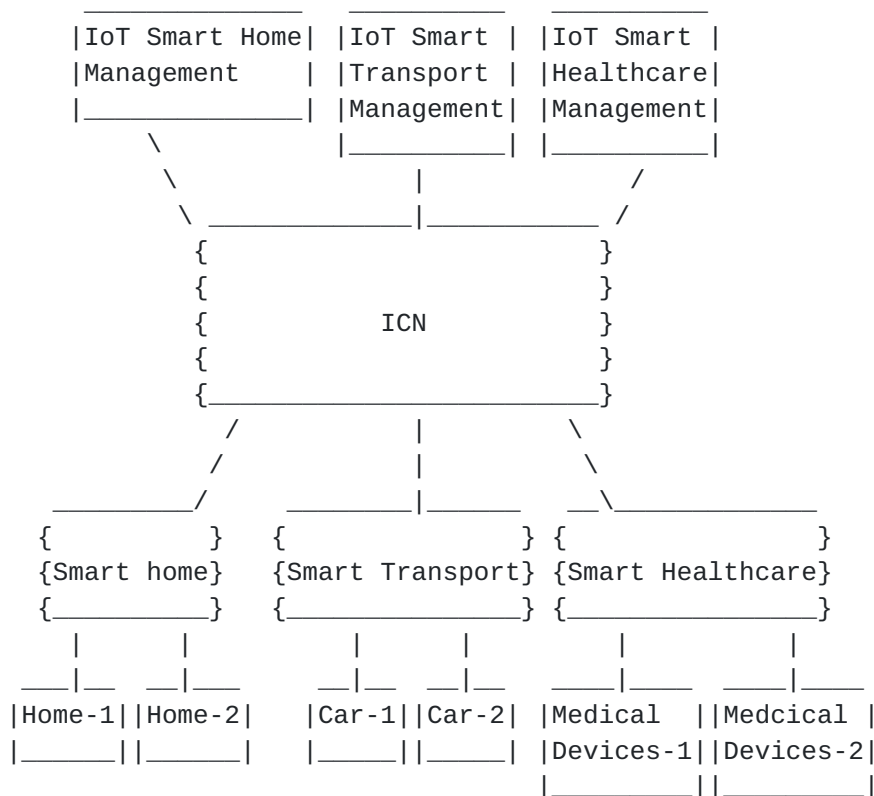 IoT Smart Home IoT Smart IoT Smart
Management Transport Healthcare
Management Management
ICN
Smart home Smart Transport Smart Healthcare
Home-1 Home-2 Car-1 Car-2 Medical Medcical
Devices-1 Devices-2